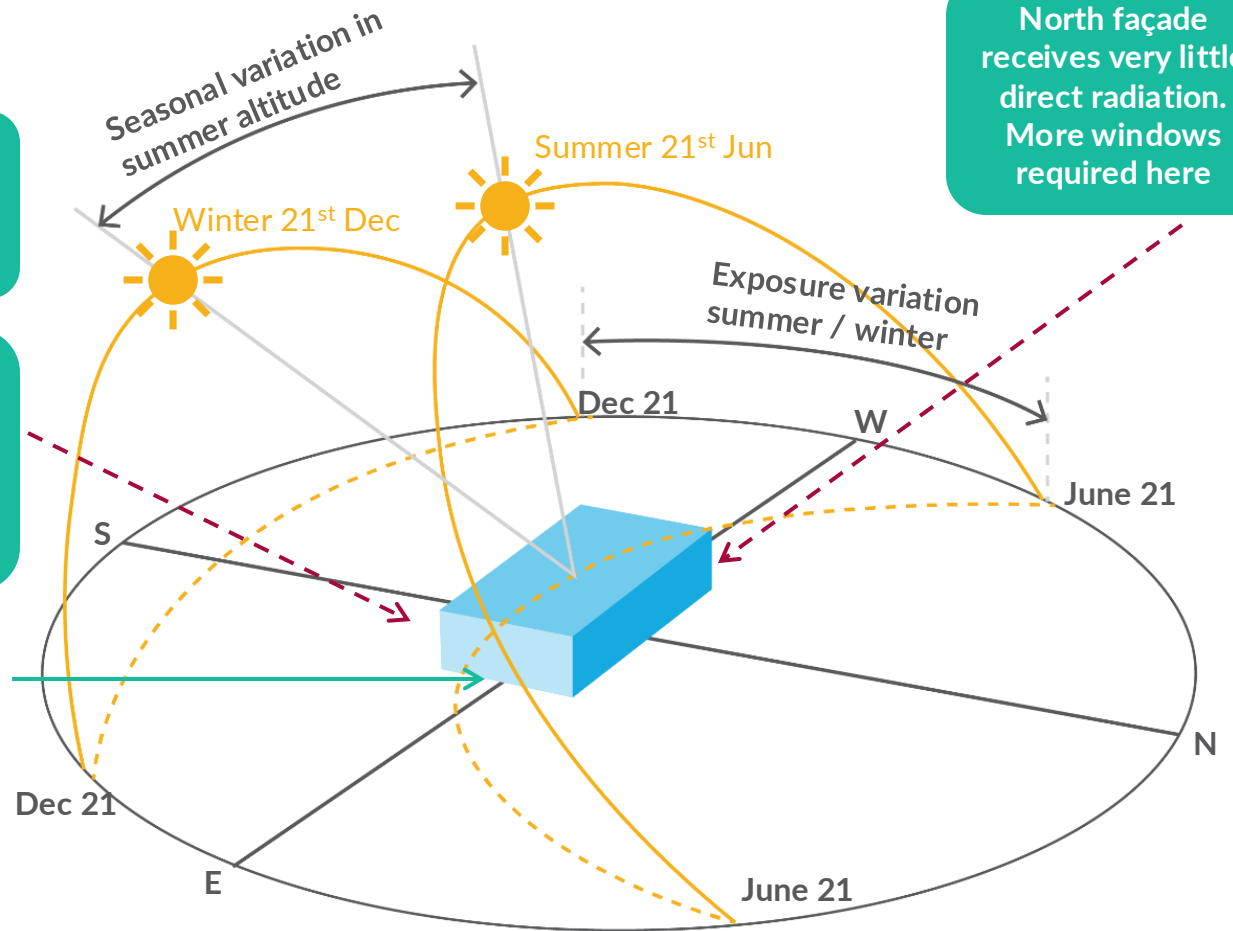 North façade
receives very little
direct radiation.
More windows
required here
Seasonal variation in
summer altitude
Summer 21st Jun
Winter 21st Dec
Exposure variation
summer / winter
Dec 21
W
June 21
S
N
Dec 21
E
June 21